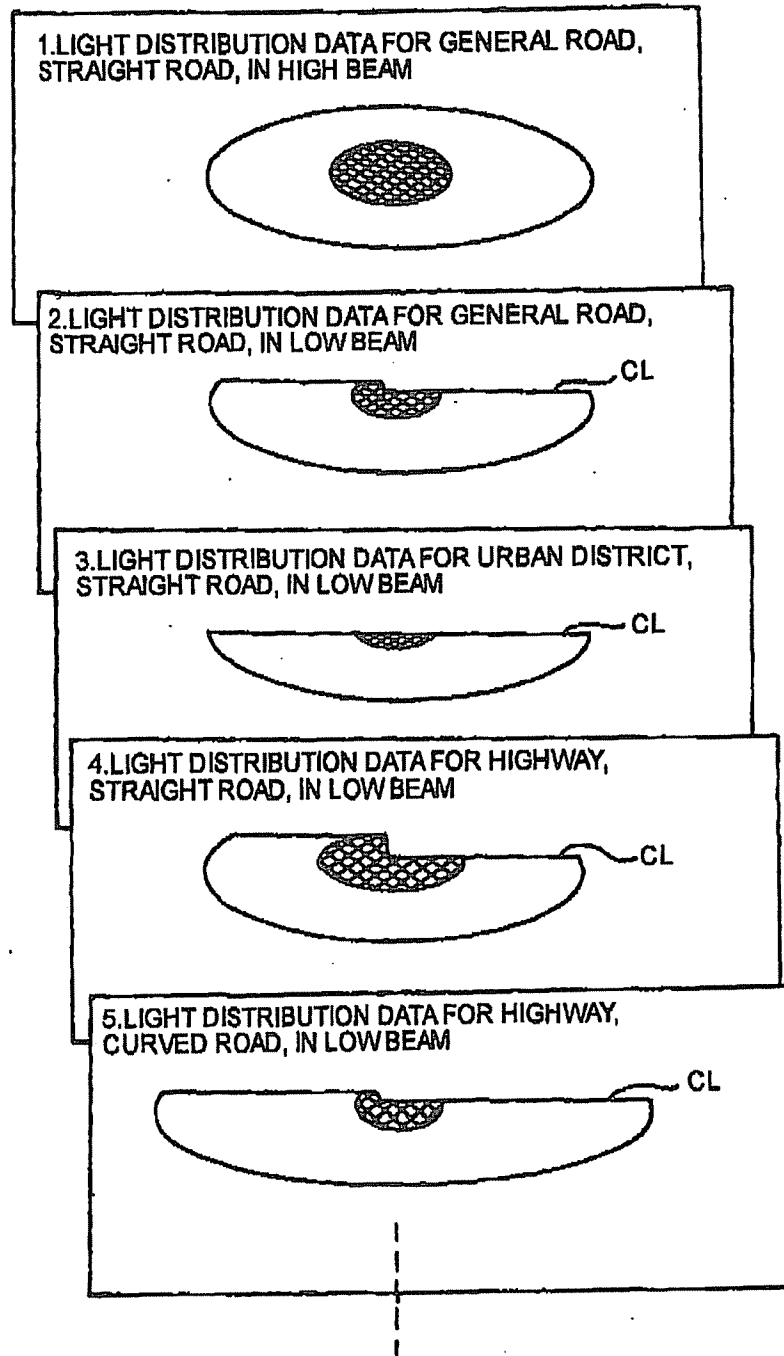 1.LIGHT DISTRIBUTION DATA FOR GENERAL ROAD,
STRAIGHT ROAD, IN HIGH BEAM
2.LIGHT DISTRIBUTION DATA FOR GENERAL ROAD,
STRAIGHT ROAD, IN LOW BEAM
CL
3.LIGHT DISTRIBUTION DATA FOR URBAN DISTRICT,
STRAIGHT ROAD, IN LOW BEAM
CL
4.LIGHT DISTRIBUTION DATA FOR HIGHWAY,
STRAIGHT ROAD, IN LOW BEAM
CL
5.LIGHT DISTRIBUTION DATA FOR HIGHWAY,
CURVED ROAD, IN LOW BEAM
CL